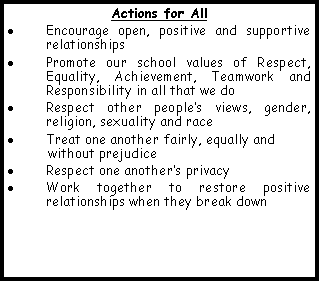 Actions for All
● Encourage open, positive and supportive
relationships
● Promote our school values of Respect,
Equality, Achievement, Teamwork and
Responsibility in all that we do
● Respect other people's views, gender,
religion, sexuality and race
● Treat one another fairly, equally and
without prejudice
● Respect one another's privacy
● Work together to restore positive
relationships when they break down